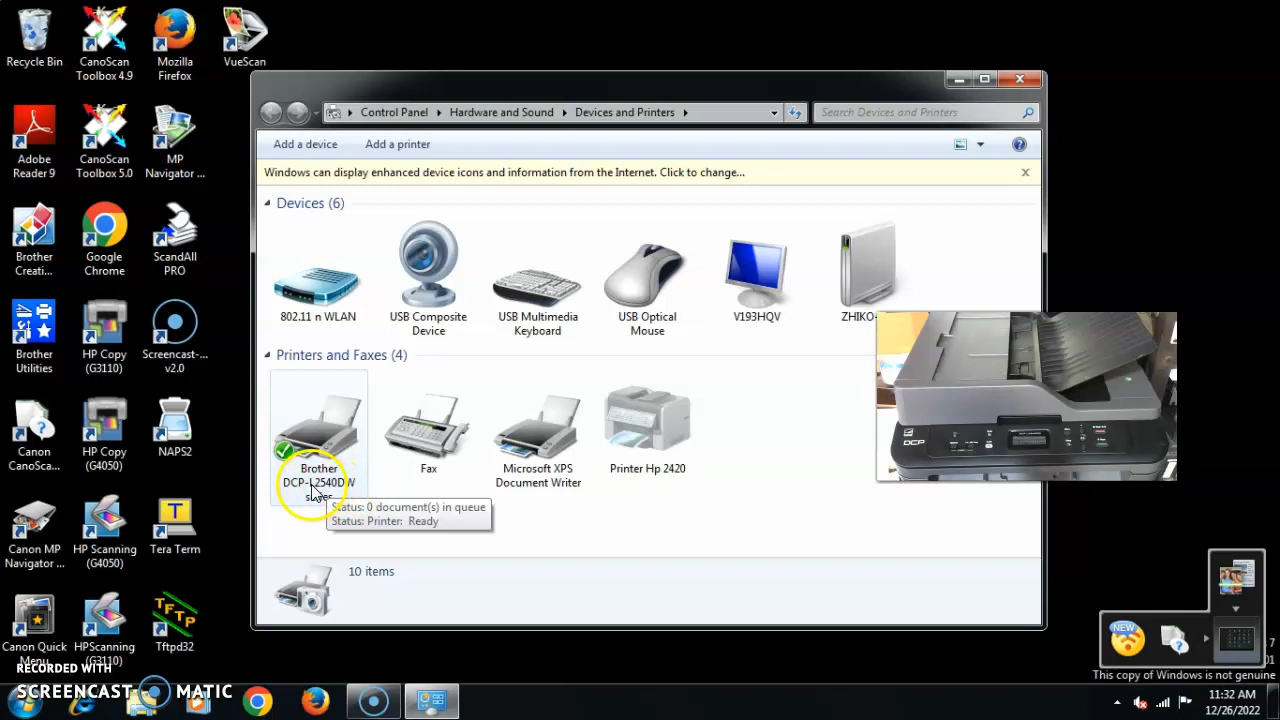 Recycle Bin
CanoScan
Toolbox 4.9
Mozilla
Firefox
VueScan
Adobe
Reader 9
CanoScan
Toolbox 5.0
MP
Navigator ...
Brother
Creati...
Google
Chrome
ScandAll
PRO
Brother
Utilities
HP Copy
(G3110)
Screencast-...
v2.0
Canon
CanoSca...
HP Copy
(G4050)
NAPS2
Canon MP
Navigator ...
HP Scanning
(G4050)
Tera Term
Canon Quick
Menu
HPScanning
(G3110)
TFTP
Tftpd32
Control Panel
Hardware and Sound
Devices and Printers
Search Devices and Printers
Add a device
Add a printer
Windows can display enhanced device icons and information from the Internet. Click to change...
Devices (6)
802.11 n WLAN
USB Composite
Device
USB Multimedia
Keyboard
USB Optical
Mouse
V193HQV
ZHIKO-
Printers and Faxes (4)
Brother
DCP-L2540DW
Fax
Microsoft XPS
Document Writer
Printer Hp 2420
Status: 0 document(s) in queue
Status: Printer: Ready
10 items
DCP
NEW
This copy of Windows is not genuine
RECORDED WITH
SCREENCAST MATIC
11:32 AM
12/26/2022